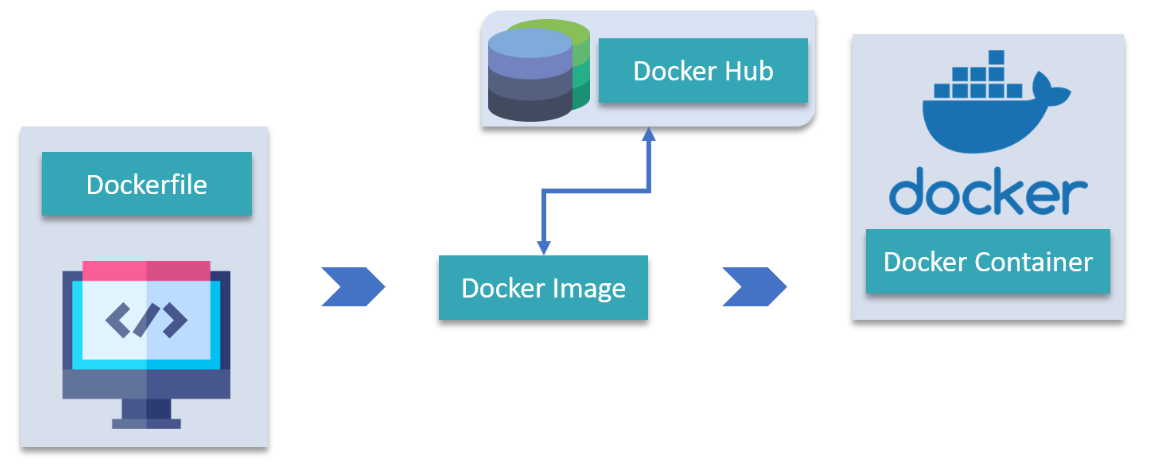 Docker Hub
Dockerfile
</>
docker
Docker Image
Docker Container